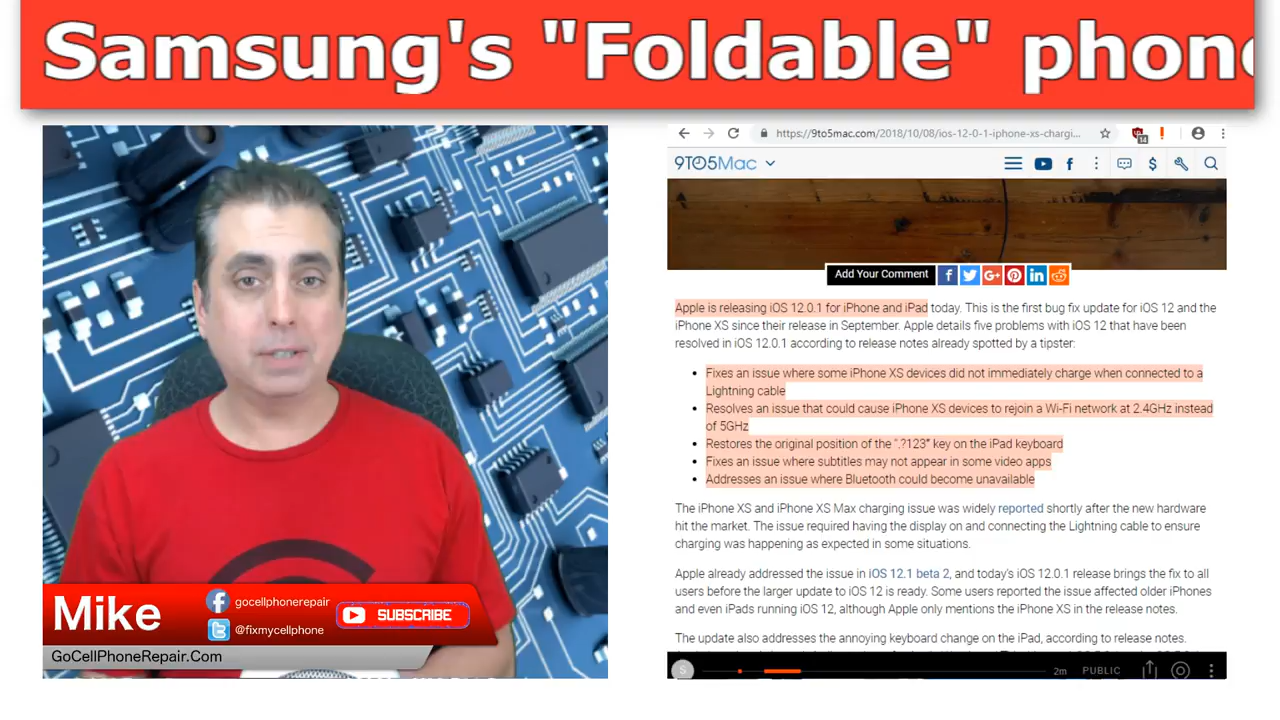 Samsung's "Foldable" phone
https://9to5mac.com/2018/10/08/ios-12-0-1-iphone-xs-chargi...
14
9TO5Mac
Add Your Comment
Apple is releasing iOS 12.0.1 for iPhone and iPad today. This is the first bug fix update for iOS 12 and the
iPhone XS since their release in September. Apple details five problems with iOS 12 that have been
resolved in iOS 12.0.1 according to release notes already spotted by a tipster:
• Fixes an issue where some iPhone XS devices did not immediately charge when connected to a
Lightning cable
• Resolves an issue that could cause iPhone XS devices to rejoin a Wi-Fi network at 2.4GHz instead
of 5GHz
• Restores the original position of the ".?123" key on the iPad keyboard
• Fixes an issue where subtitles may not appear in some video apps
• Addresses an issue where Bluetooth could become unavailable
The iPhone XS and iPhone XS Max charging issue was widely reported shortly after the new hardware
hit the market. The issue required having the display on and connecting the Lightning cable to ensure
charging was happening as expected in some situations.
Apple already addressed the issue in iOS 12.1 beta 2, and today's iOS 12.0.1 release brings the fix to all
users before the larger update to iOS 12 is ready. Some users reported the issue affected older iPhones
and even iPads running iOS 12, although Apple only mentions the iPhone XS in the release notes.
The update also addresses the annoying keyboard change on the iPad, according to release notes.
S
2m
PUBLIC
Mike
gocellphonerepair
@fixmycellphone
SUBSCRIBE
GoCellPhoneRepair.Com